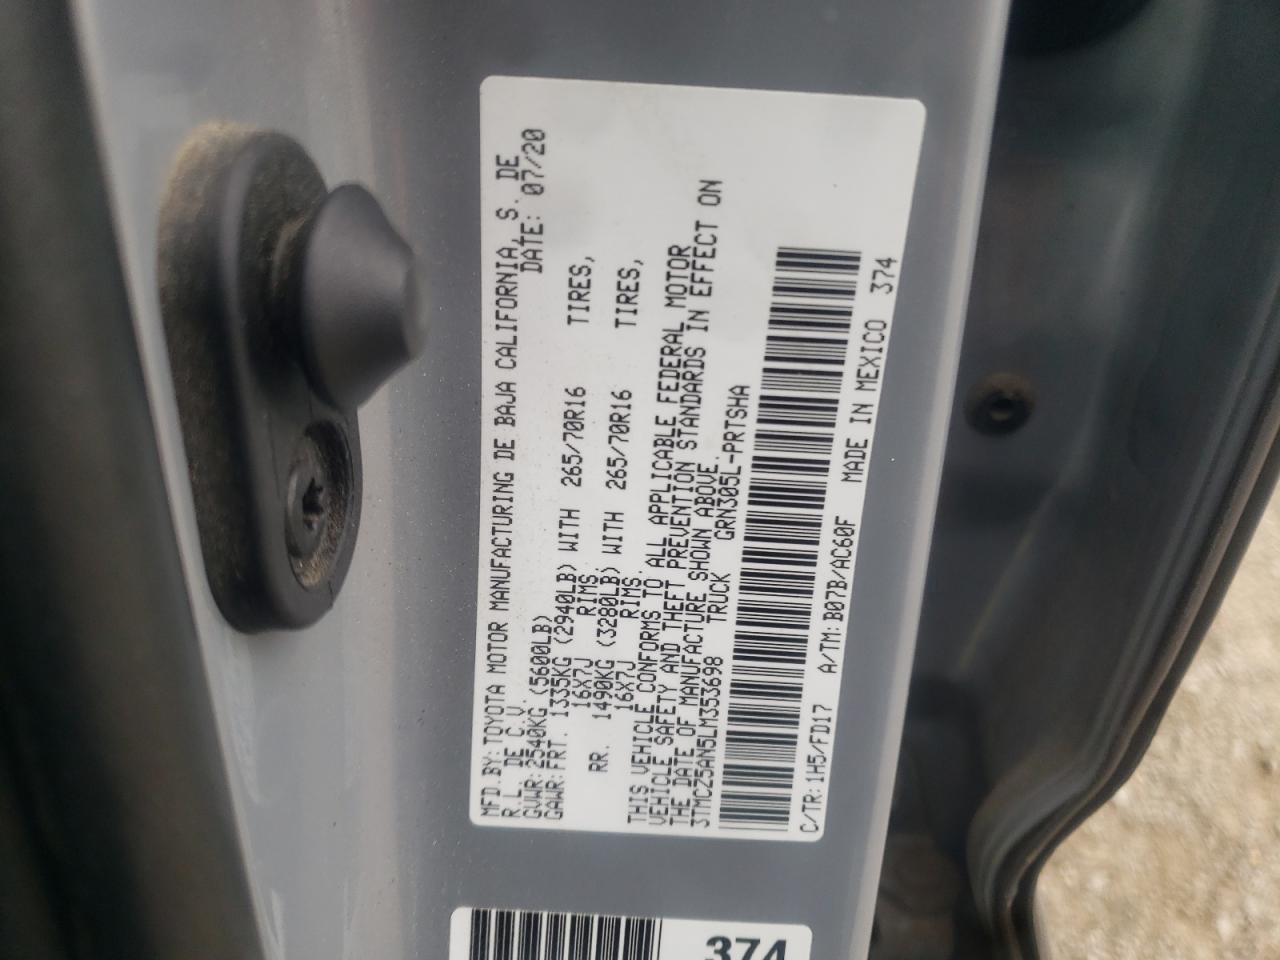 MFD.BY:TOYOTA MOTOR MANUFACTURING DE BAJA CALIFORNIA, S. DE
R.L. DE C.V. DATE: 07/20
GVWR:2540KG (5600LB)
GAWR:FRT. 1335KG (2940LB) WITH 265/70R16 TIRES,
16X7J RIMS,
RR. 1490KG (3280LB) WITH 265/70R16 TIRES,
16X7J RIMS.
THIS VEHICLE CONFORMS TO ALL APPLICABLE FEDERAL MOTOR
VEHICLE SAFETY AND THEFT PREVENTION STANDARDS IN EFFECT ON
THE DATE OF MANUFACTURE SHOWN ABOVE.
3TMCZ5AN5LM353698 TRUCK GRN305L-PRTSHA
C/TR:1H5/FD17 A/TM:B07B/AC60F MADE IN MEXICO 374
374